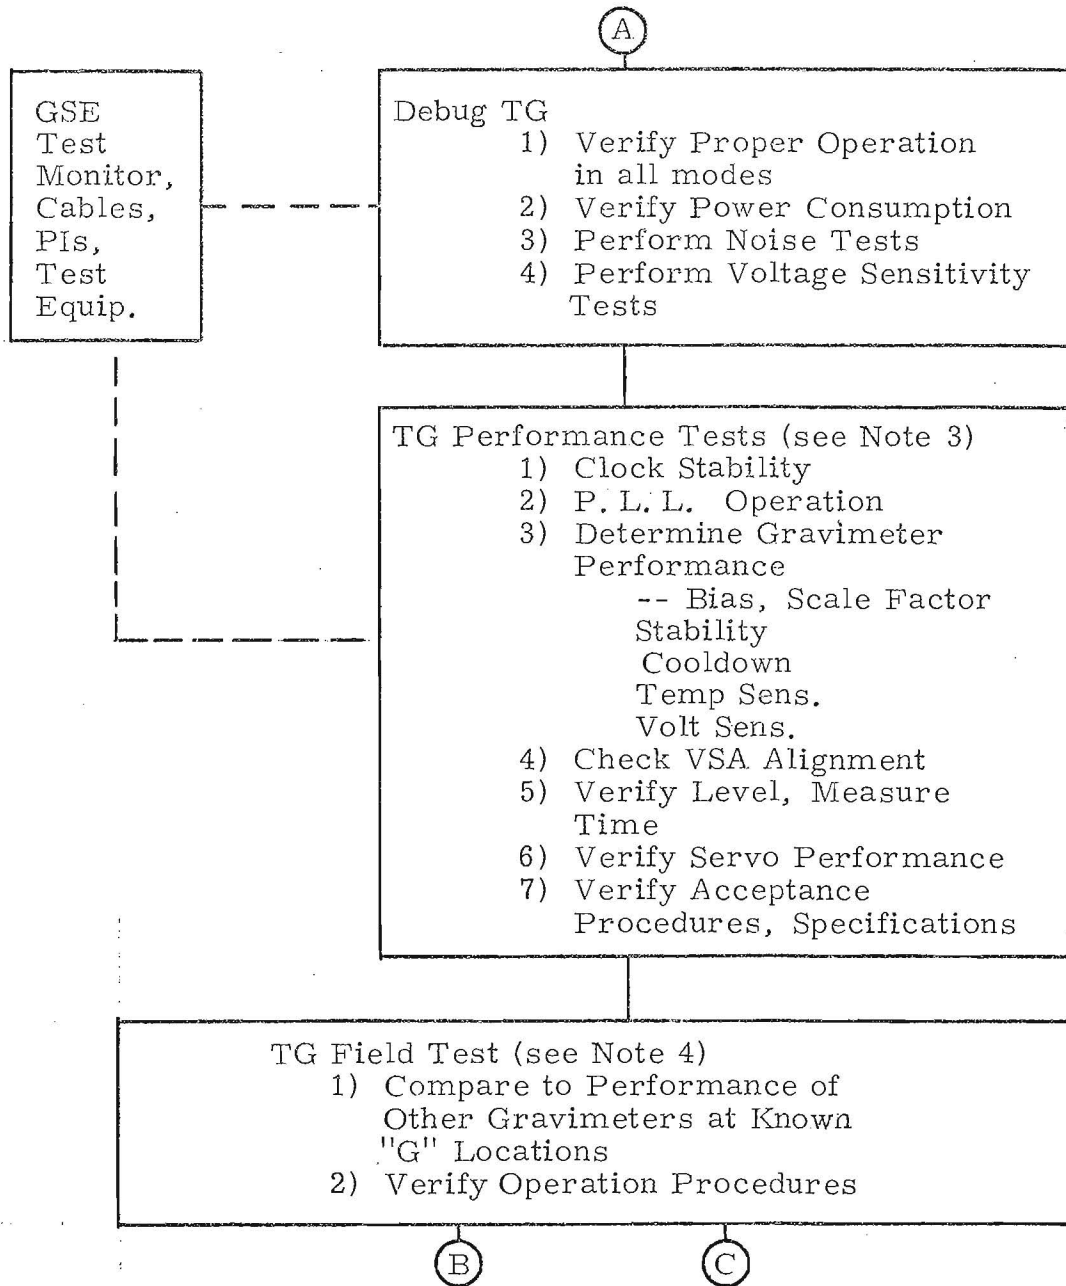 A
GSE
Test
Monitor,
Cables,
PIs,
Test
Equip.
Debug TG
1) Verify Proper Operation
in all modes
2) Verify Power Consumption
3) Perform Noise Tests
4) Perform Voltage Sensitivity
Tests
TG Performance Tests (see Note 3)
1) Clock Stability
2) P.L.L. Operation
3) Determine Gravimeter
Performance
-- Bias, Scale Factor
Stability
Cooldown
Temp Sens.
Volt Sens.
4) Check VSA Alignment
5) Verify Level, Measure
Time
6) Verify Servo Performance
7) Verify Acceptance
Procedures, Specifications
TG Field Test (see Note 4)
1) Compare to Performance of
Other Gravimeters at Known
"G" Locations
2) Verify Operation Procedures
B
C